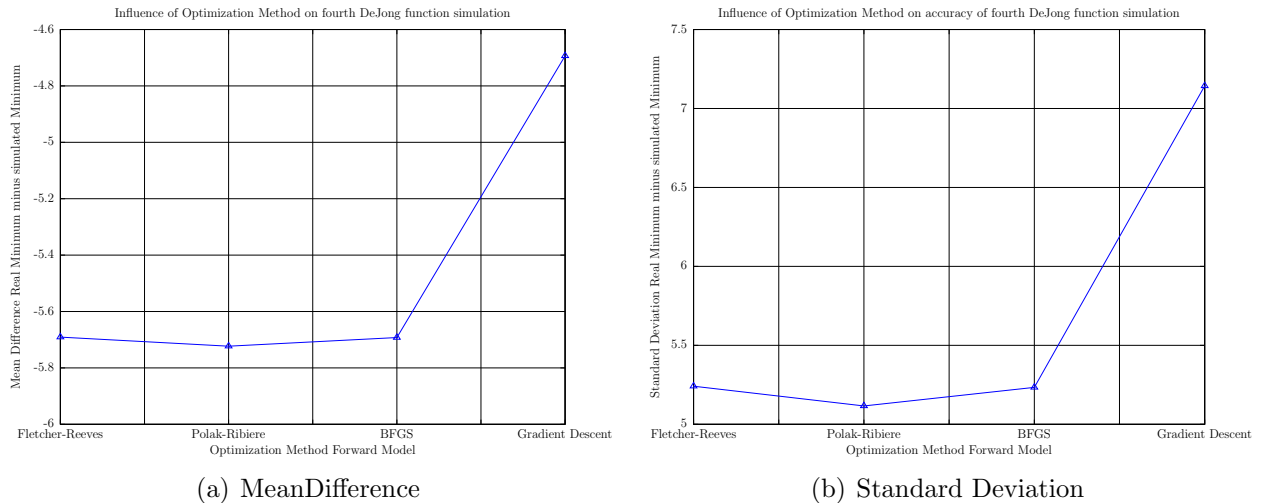 Influence of Optimization Method on fourth DeJong function simulation
Mean Difference Real Minimum minus simulated Minimum
-4.6
-4.8
-5
-5.2
-5.4
-5.6
-5.8
-6
Fletcher-Reeves Polak-Ribiere BFGS Gradient Descent
Optimization Method Forward Model
(a) MeanDifference
Influence of Optimization Method on accuracy of fourth DeJong function simulation
Standard Deviation Real Minimum minus simulated Minimum
7.5
7
6.5
6
5.5
5
Fletcher-Reeves Polak-Ribiere BFGS Gradient Descent
Optimization Method Forward Model
(b) Standard Deviation